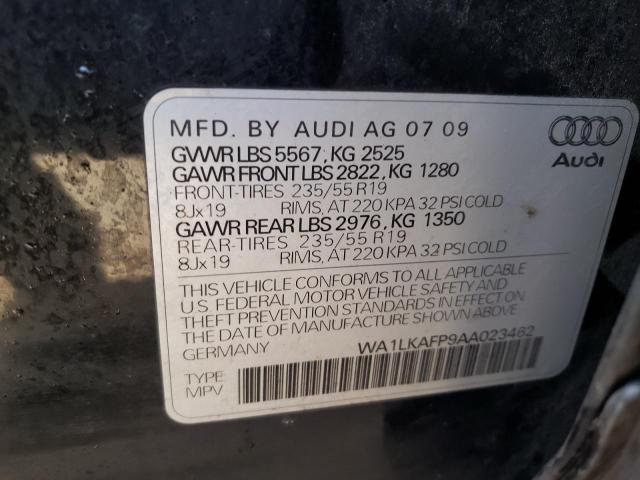 MFD. BY AUDI AG 07 09
GVWR LBS 5567, KG 2525
GAWR FRONT LBS 2822, KG 1280
FRONT-TIRES 235/55 R19
8Jx19 RIMS, AT 220 KPA 32 PSI COLD
GAWR REAR LBS 2976, KG 1350
REAR-TIRES 235/55 R19
8Jx19 RIMS, AT 220 KPA 32 PSI COLD
THIS VEHICLE CONFORMS TO ALL APPLICABLE
U.S FEDERAL MOTOR VEHICLE SAFETY AND
THEFT PREVENTION STANDARDS IN EFFECT ON
THE DATE OF MANUFACTURE SHOWN ABOVE.
GERMANY WA1LKAFP9AA023462
TYPE
MPV
Audi